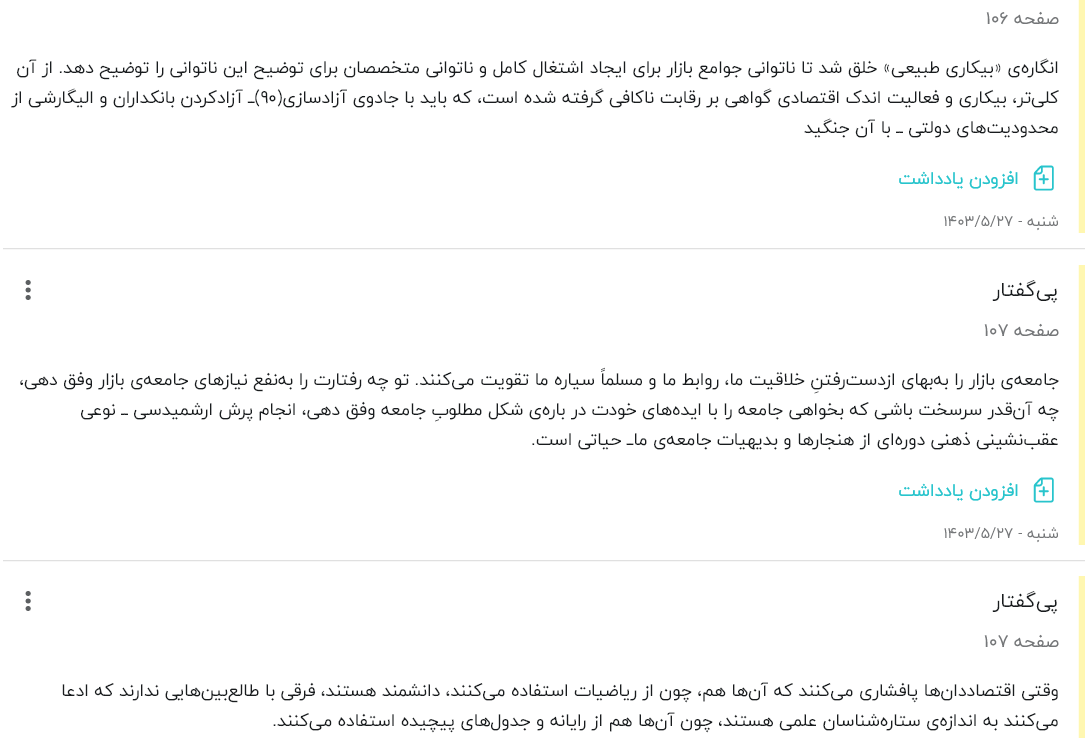 صفحه ۱۰۶
انگاره‌ی «بیکاری طبیعی» خلق شد تا ناتوانی جوامع بازار برای ایجاد اشتغال کامل و ناتوانی متخصصان برای توضیح این ناتوانی را توضیح دهد. از آن
کلی‌تر، بیکاری و فعالیت اندک اقتصادی گواهی بر رقابت ناکافی گرفته شده است، که باید با جادوی آزادسازی(۹۰)ـ آزادکردن بانکداران و الیگارشی از
محدودیت‌های دولتی ـ با آن جنگید
افزودن یادداشت
شنبه - ۱۴۰۳/۵/۲۷
پی‌گفتار
صفحه ۱۰۷
جامعه‌ی بازار را به‌بهای ازدست‌رفتنِ خلاقیت ما، روابط ما و مسلماً سیاره ما تقویت می‌کنند. تو چه رفتارت را به‌نفع نیازهای جامعه‌ی بازار وفق دهی،
چه آن‌قدر سرسخت باشی که بخواهی جامعه را با ایده‌های خودت در باره‌ی شکل مطلوبِ جامعه وفق دهی، انجام پرش ارشمیدسی ـ نوعی
عقب‌نشینی ذهنی دوره‌ای از هنجارها و بدیهیات جامعه‌ی ماـ حیاتی است.
افزودن یادداشت
شنبه - ۱۴۰۳/۵/۲۷
پی‌گفتار
صفحه ۱۰۷
وقتی اقتصاددان‌ها پافشاری می‌کنند که آن‌ها هم، چون از ریاضیات استفاده می‌کنند، دانشمند هستند، فرقی با طالع‌بین‌هایی ندارند که ادعا
می‌کنند به اندازه‌ی ستاره‌شناسان علمی هستند، چون آن‌ها هم از رایانه و جدول‌های پیچیده استفاده می‌کنند.